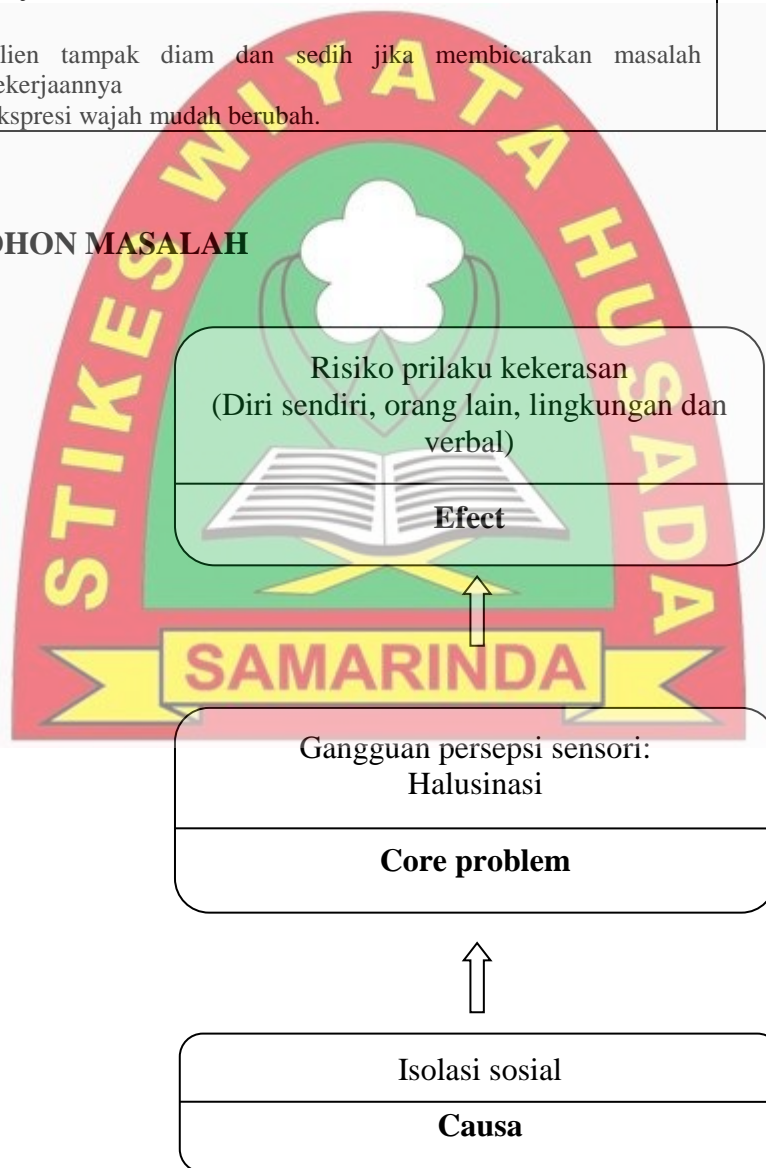 lien tampak diam dan sedih jika membicarakan masalah
ekerjaannya
kspresi wajah mudah berubah.
OHON MASALAH
STIKES WIYATA HUSADA
SAMARINDA
Risiko prilaku kekerasan
(Diri sendiri, orang lain, lingkungan dan
verbal)
Efect
Gangguan persepsi sensori:
Halusinasi
Core problem
Isolasi sosial
Causa